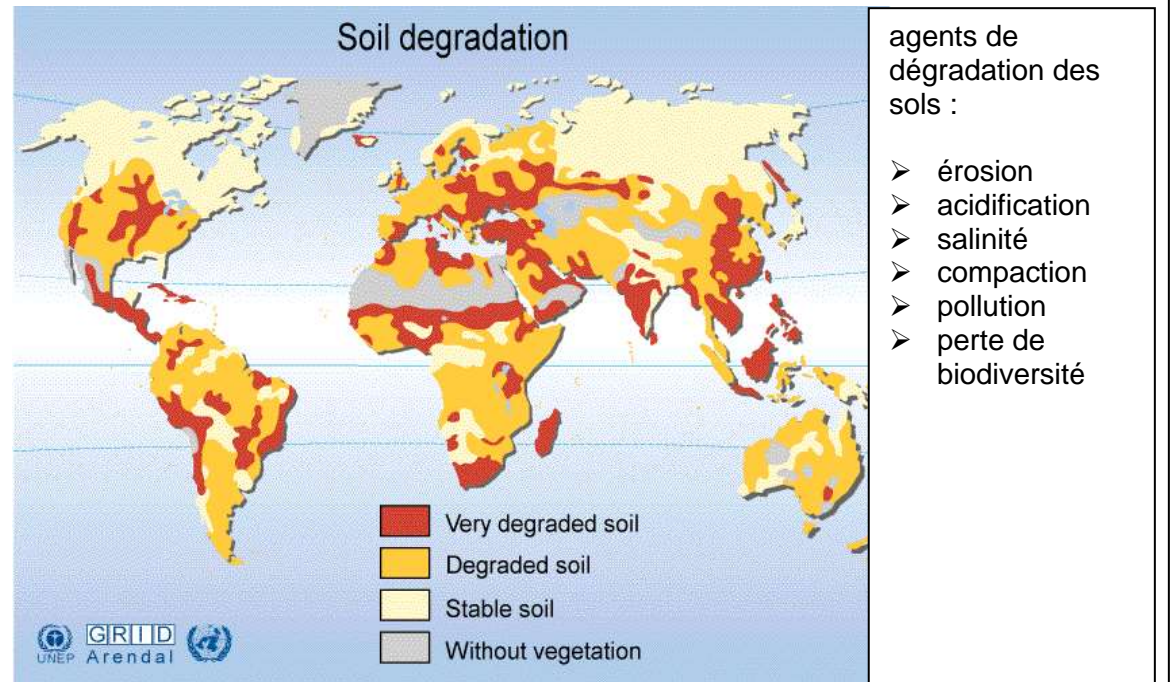 Soil degradation
Very degraded soil
Degraded soil
Stable soil
Without vegetation
UNEP
GRID
Arendal
agents de
dégradation des
sols :
➢ érosion
➢ acidification
➢ salinité
➢ compaction
➢ pollution
➢ perte de
biodiversité